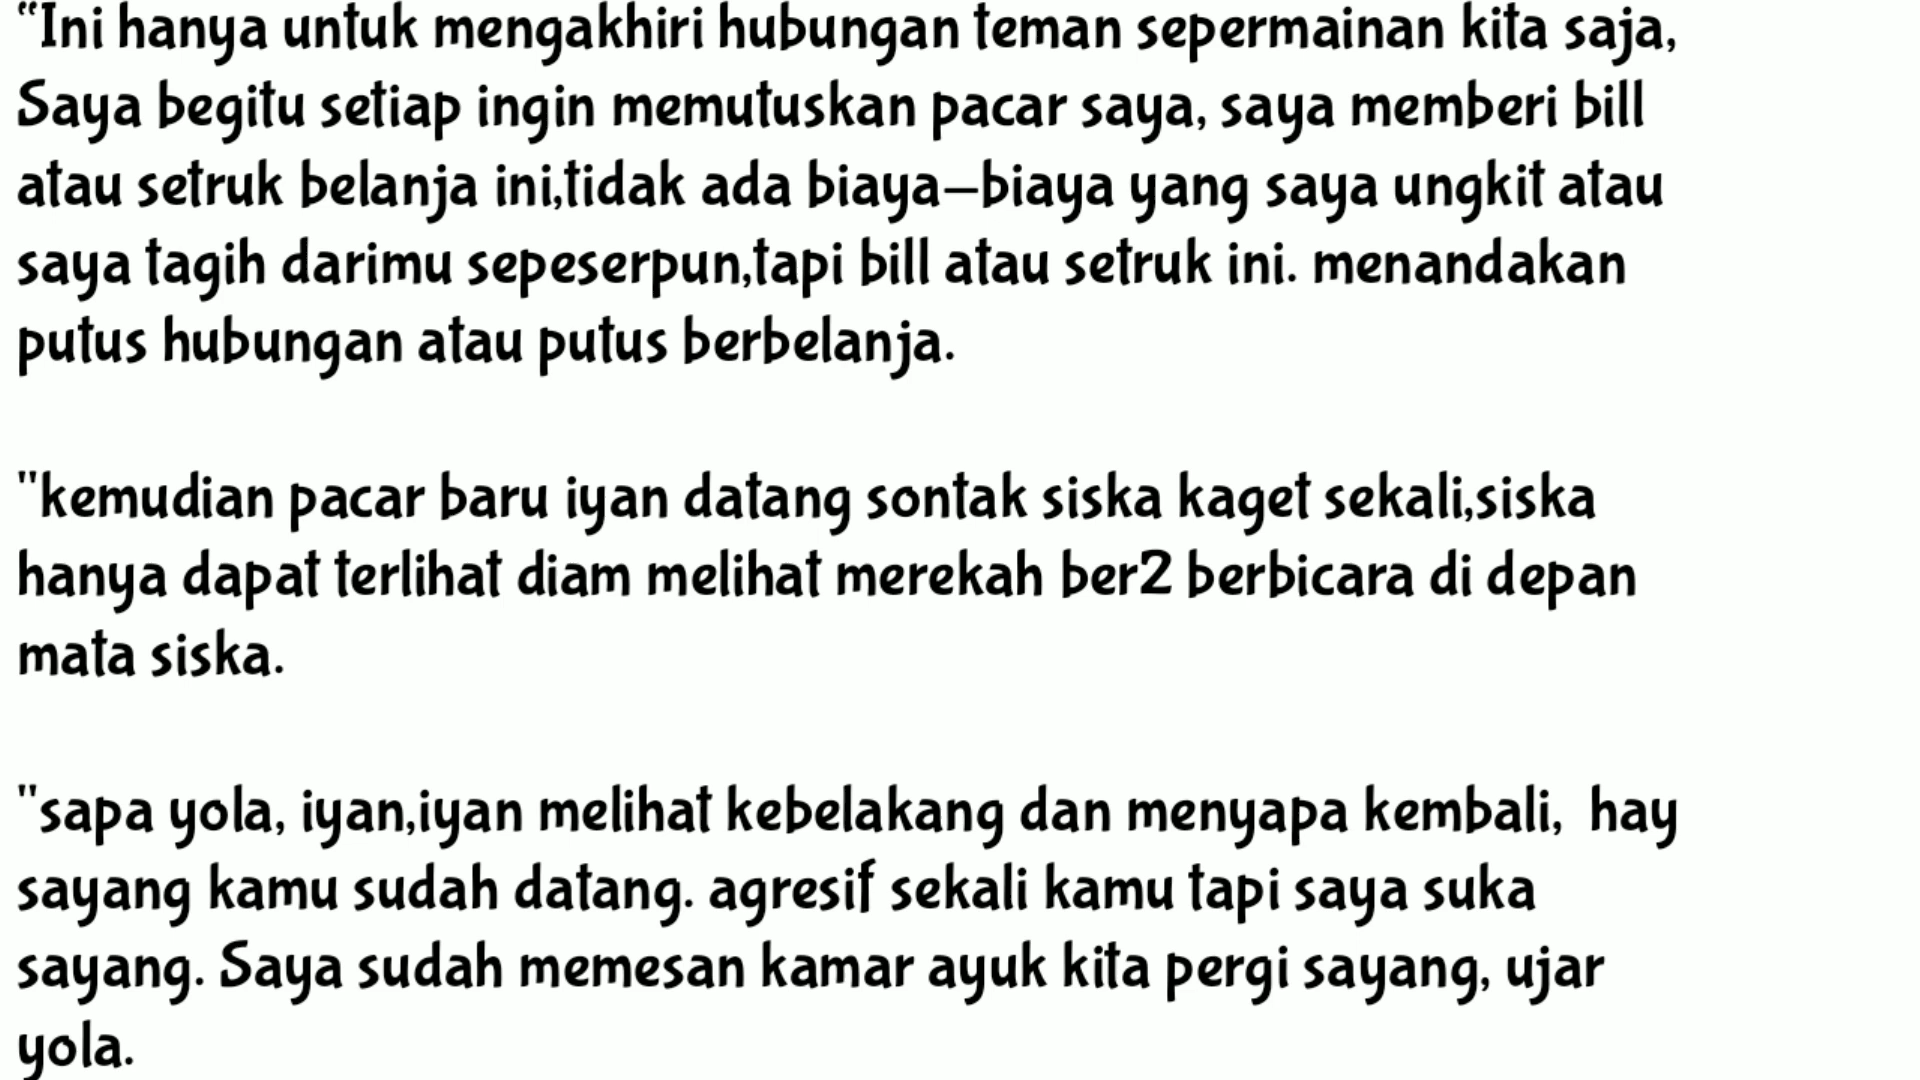 “Ini hanya untuk mengakhiri hubungan teman sepermainan kita saja,
Saya begitu setiap ingin memutuskan pacar saya, saya memberi bill
atau setruk belanja ini,tidak ada biaya–biaya yang saya ungkit atau
saya tagih darimu sepeserpun,tapi bill atau setruk ini. menandakan
putus hubungan atau putus berbelanja.
"kemudian pacar baru iyan datang sontak siska kaget sekali,siska
hanya dapat terlihat diam melihat merekah ber2 berbicara di depan
mata siska.
"sapa yola, iyan,iyan melihat kebelakang dan menyapa kembali,  hay
sayang kamu sudah datang. agresif sekali kamu tapi saya suka
sayang. Saya sudah memesan kamar ayuk kita pergi sayang, ujar
yola.